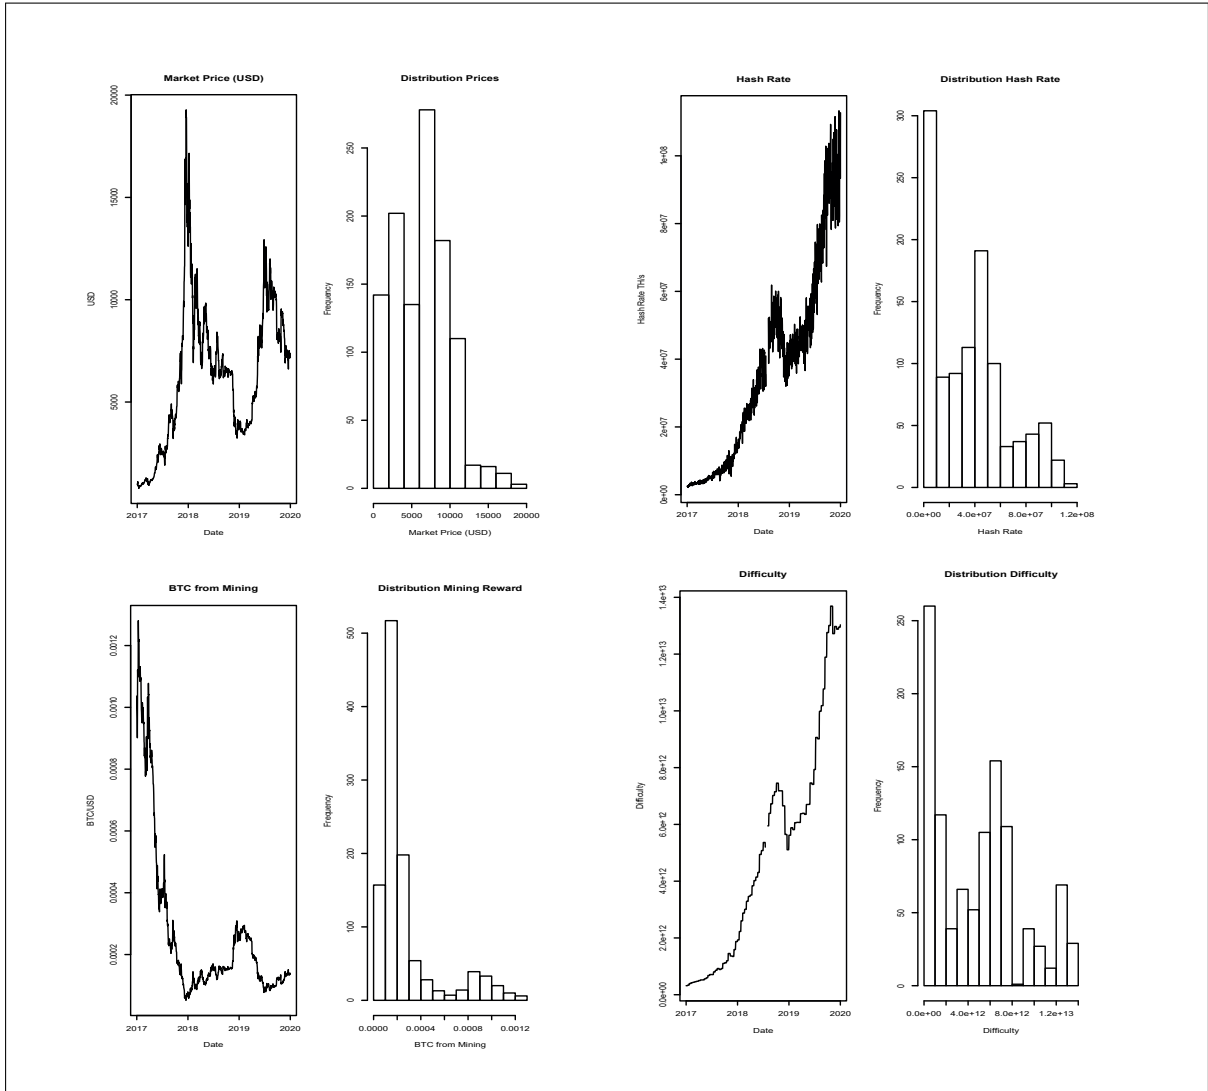 Market Price (USD)
USD
5000
10000
15000
20000
2017
2018
2019
2020
Date
Distribution Prices
Frequency
0
50
100
150
200
250
0
5000
10000
15000
20000
Market Price (USD)
Hash Rate
Hash Rate TH/s
0e+00
2e+07
4e+07
6e+07
8e+07
1e+08
2017
2018
2019
2020
Date
Distribution Hash Rate
Frequency
0
50
100
150
200
250
300
0.0e+00
4.0e+07
8.0e+07
1.2e+08
Hash Rate
BTC from Mining
BTC/USD
0.0002
0.0004
0.0006
0.0008
0.0010
0.0012
2017
2018
2019
2020
Date
Distribution Mining Reward
Frequency
0
100
200
300
400
500
0.0000
0.0004
0.0008
0.0012
BTC from Mining
Difficulty
Difficulty
0.0e+00
2.0e+12
4.0e+12
6.0e+12
8.0e+12
1.0e+13
1.2e+13
1.4e+13
2017
2018
2019
2020
Date
Distribution Difficulty
Frequency
0
50
100
150
200
250
0.0e+00
4.0e+12
8.0e+12
1.2e+13
Difficulty